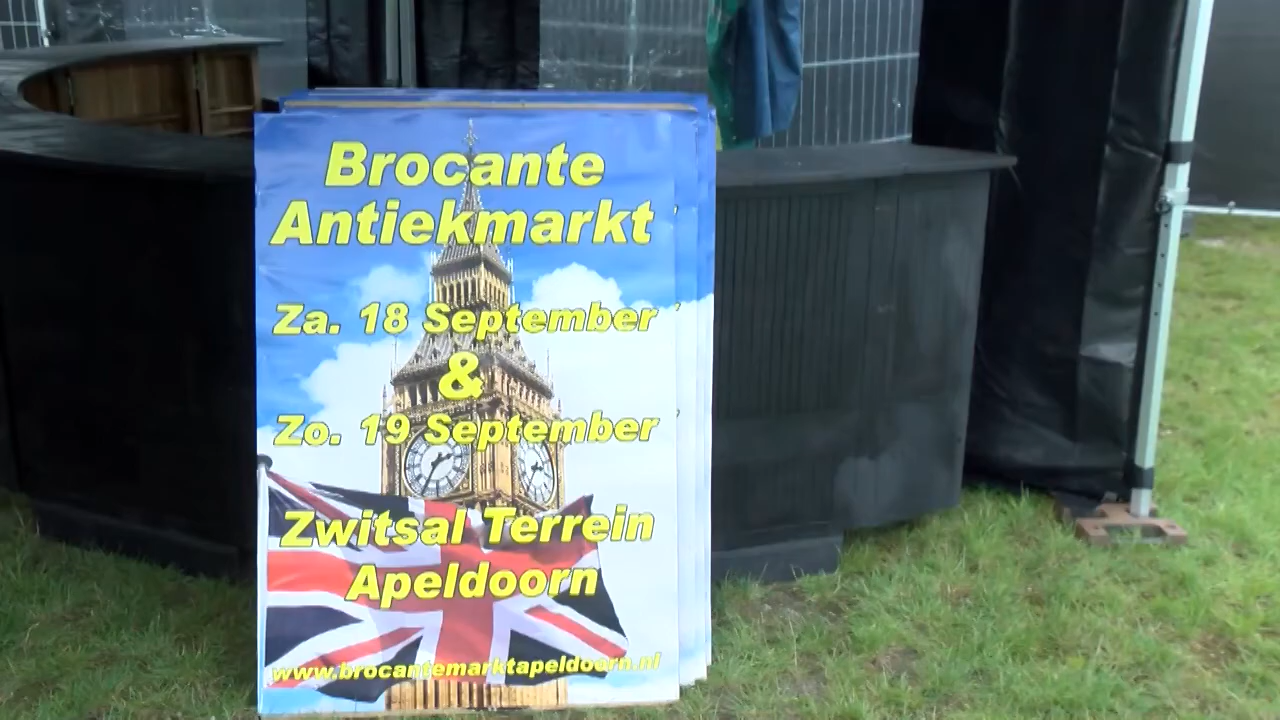 Brocante
Antiekmarkt
Za. 18 September
&
Zo. 19 September
Zwitsal Terrein
Apeldoorn
www.brocantemarktapeldoorn.nl